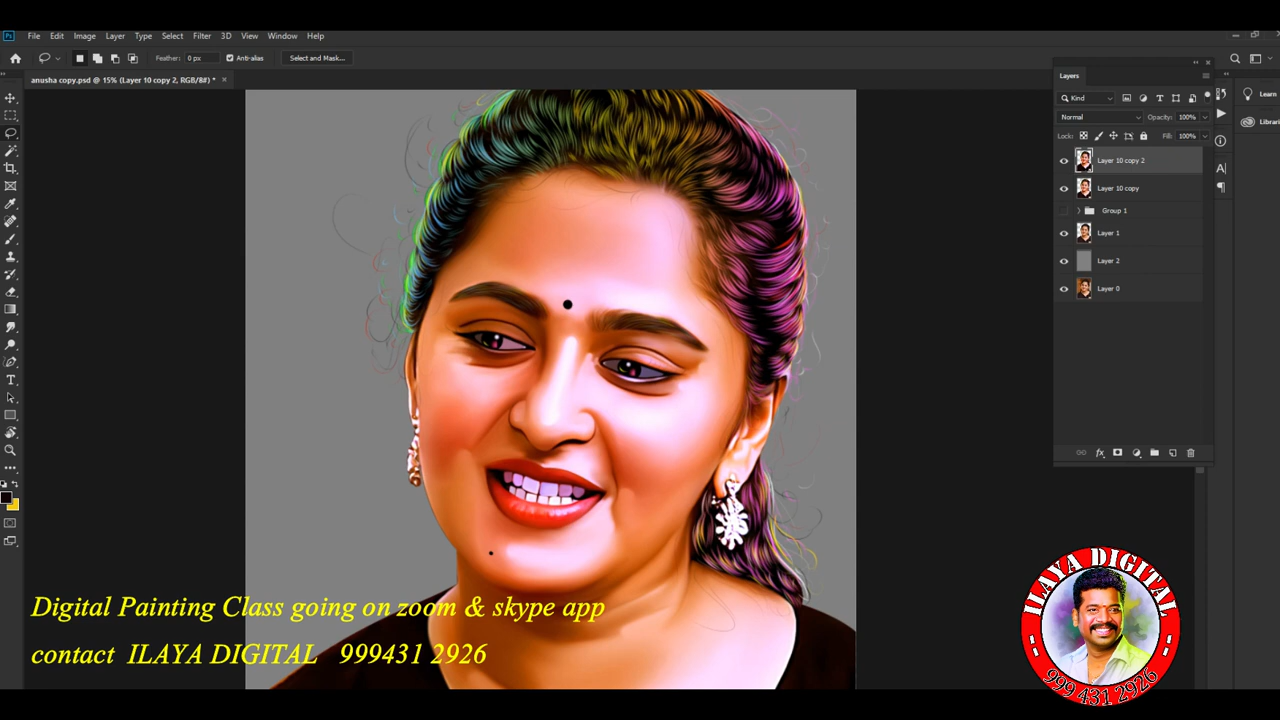 Ps File Edit Image Layer Type Select Filter 3D View Window Help
Feather: 0 px Anti-alias Select and Mask...
anusha copy.psd @ 15% (Layer 10 copy 2, RGB/8#) * ×
Layers
Kind
Normal Opacity: 100%
Lock: Fill: 100%
Layer 10 copy 2
Layer 10 copy
Group 1
Layer 1
Layer 2
Layer 0
fx
Learn
Librari
Digital Painting Class going on zoom & skype app
contact ILAYA DIGITAL 999431 2926
ILAYA DIGITAL
999 431 2926